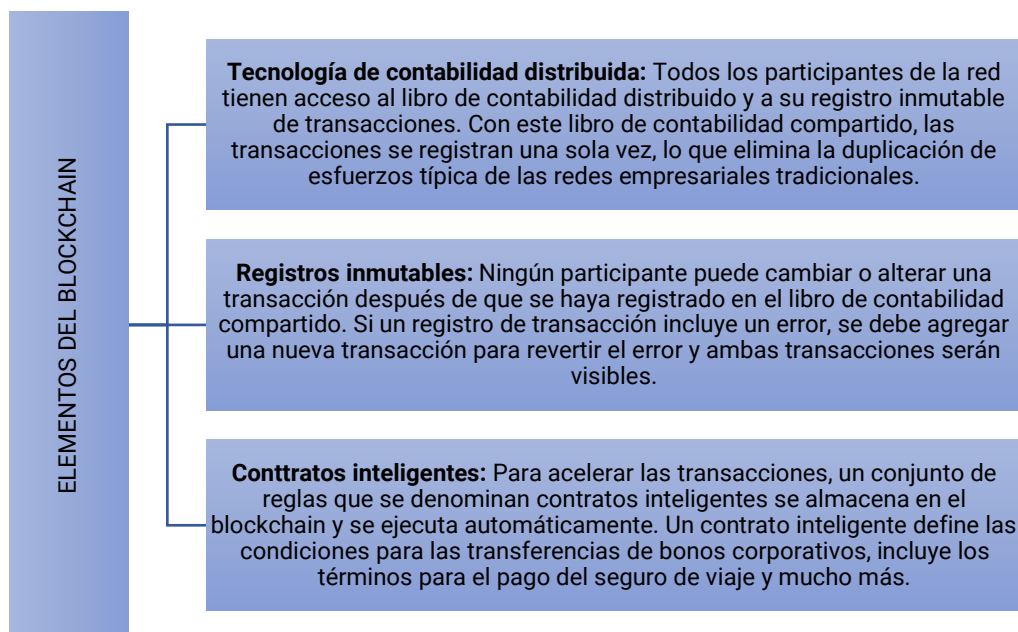 ELEMENTOS DEL BLOCKCHAIN
Tecnología de contabilidad distribuida: Todos los participantes de la red
tienen acceso al libro de contabilidad distribuido y a su registro inmutable
de transacciones. Con este libro de contabilidad compartido, las
transacciones se registran una sola vez, lo que elimina la duplicación de
esfuerzos típica de las redes empresariales tradicionales.
Registros inmutables: Ningún participante puede cambiar o alterar una
transacción después de que se haya registrado en el libro de contabilidad
compartido. Si un registro de transacción incluye un error, se debe agregar
una nueva transacción para revertir el error y ambas transacciones serán
visibles.
Conttratos inteligentes: Para acelerar las transacciones, un conjunto de
reglas que se denominan contratos inteligentes se almacena en el
blockchain y se ejecuta automáticamente. Un contrato inteligente define las
condiciones para las transferencias de bonos corporativos, incluye los
términos para el pago del seguro de viaje y mucho más.